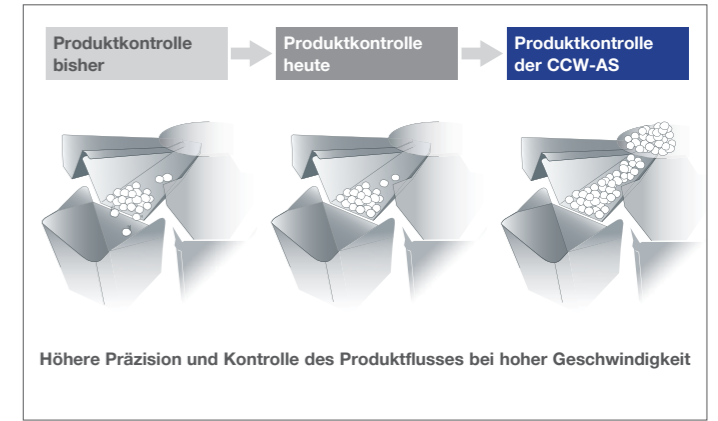 Produktkontrolle
bisher
Produktkontrolle
heute
Produktkontrolle
der CCW-AS
Höhere Präzision und Kontrolle des Produktflusses bei hoher Geschwindigkeit